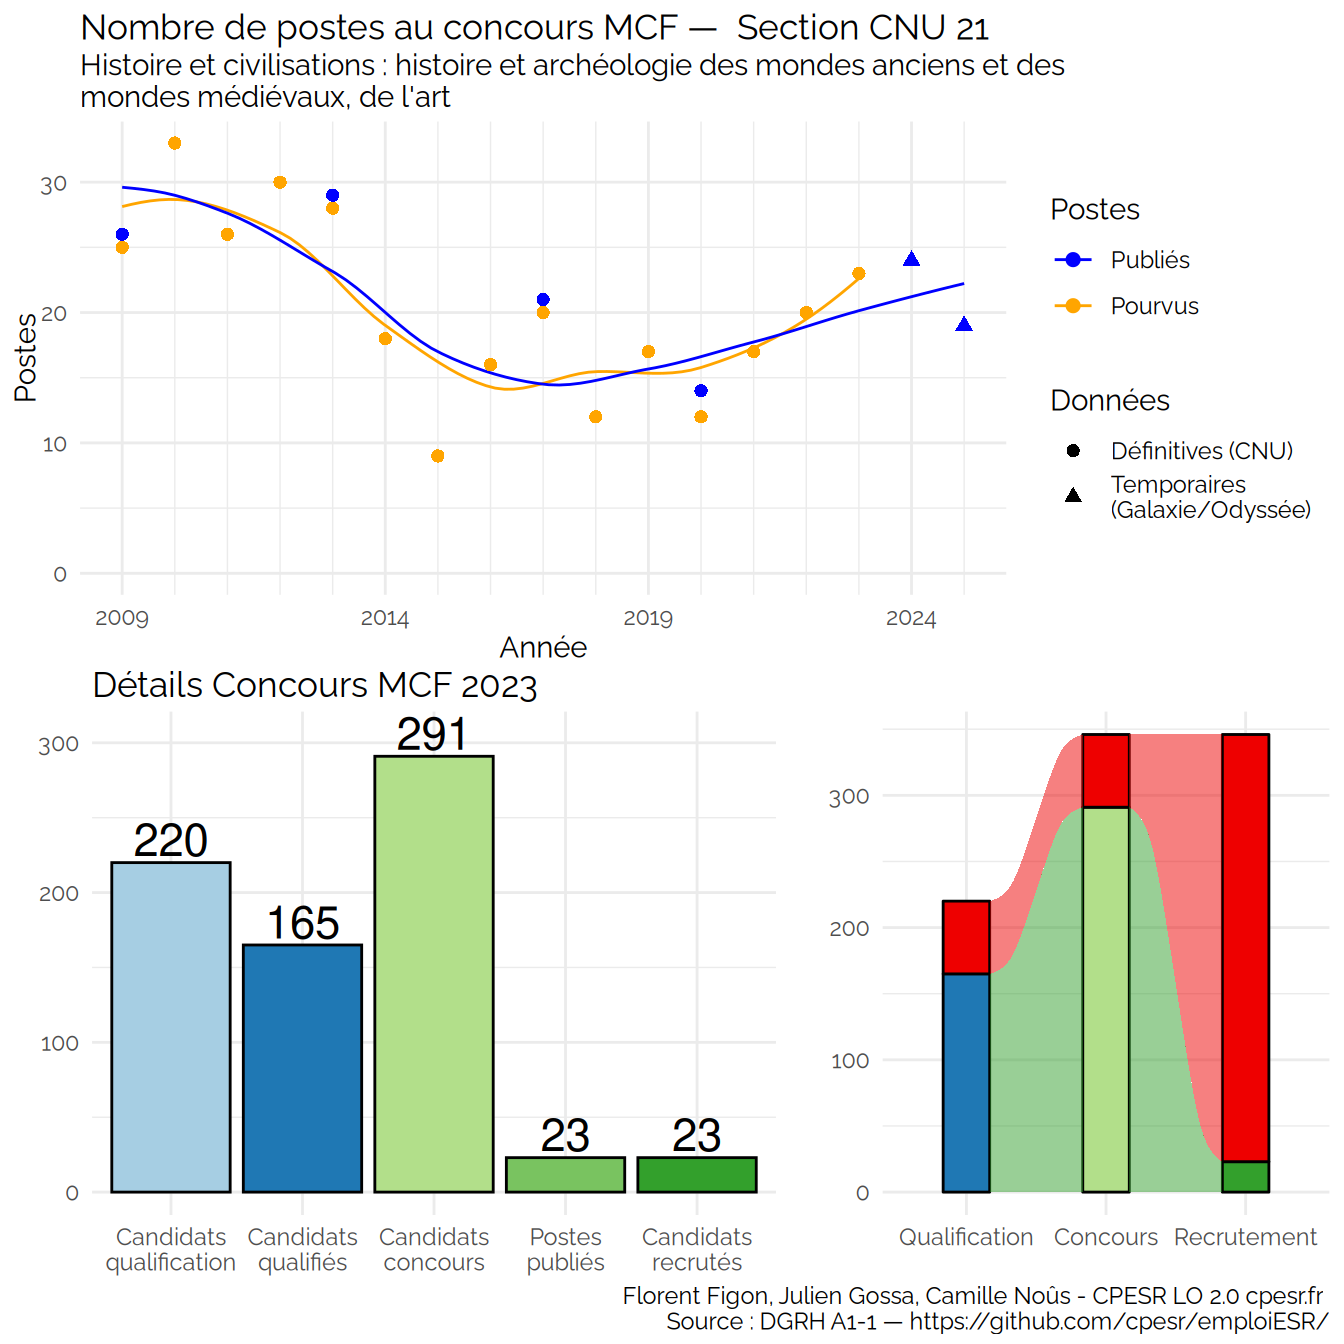 Nombre de postes au concours MCF — Section CNU 21
Histoire et civilisations : histoire et archéologie des mondes anciens et des
mondes médiévaux, de l'art
30
20
10
0
Postes
2009
2014
2019
2024
Année
Postes
Publiés
Pourvus
Données
Définitives (CNU)
Temporaires
(Galaxie/Odyssée)
Détails Concours MCF 2023
300
200
100
0
220
165
291
23
23
Candidats
qualification
Candidats
qualifiés
Candidats
concours
Postes
publiés
Candidats
recrutés
300
200
100
0
Qualification
Concours
Recrutement
Florent Figon, Julien Gossa, Camille Noûs - CPESR LO 2.0 cpesr.fr
Source : DGRH A1-1 — https://github.com/cpesr/emploiESR/